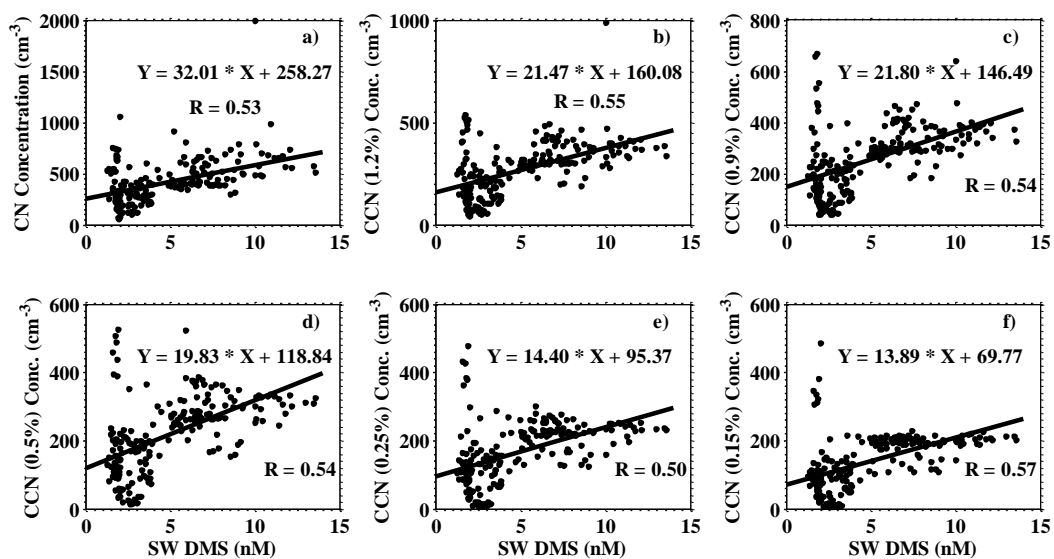 CN Concentration (cm-3)
2000
1500
1000
500
0
a)
Y = 32.01 * X + 258.27
R = 0.53
0 5 10 15
CCN (1.2%) Conc. (cm-3)
1000
500
0
b)
Y = 21.47 * X + 160.08
R = 0.55
0 5 10 15
CCN (0.9%) Conc. (cm-3)
800
600
400
200
0
c)
Y = 21.80 * X + 146.49
R = 0.54
0 5 10 15
CCN (0.5%) Conc. (cm-3)
600
400
200
0
d)
Y = 19.83 * X + 118.84
R = 0.54
0 5 10 15
SW DMS (nM)
CCN (0.25%) Conc. (cm-3)
600
400
200
0
e)
Y = 14.40 * X + 95.37
R = 0.50
0 5 10 15
SW DMS (nM)
CCN (0.15%) Conc. (cm-3)
600
400
200
0
f)
Y = 13.89 * X + 69.77
R = 0.57
0 5 10 15
SW DMS (nM)